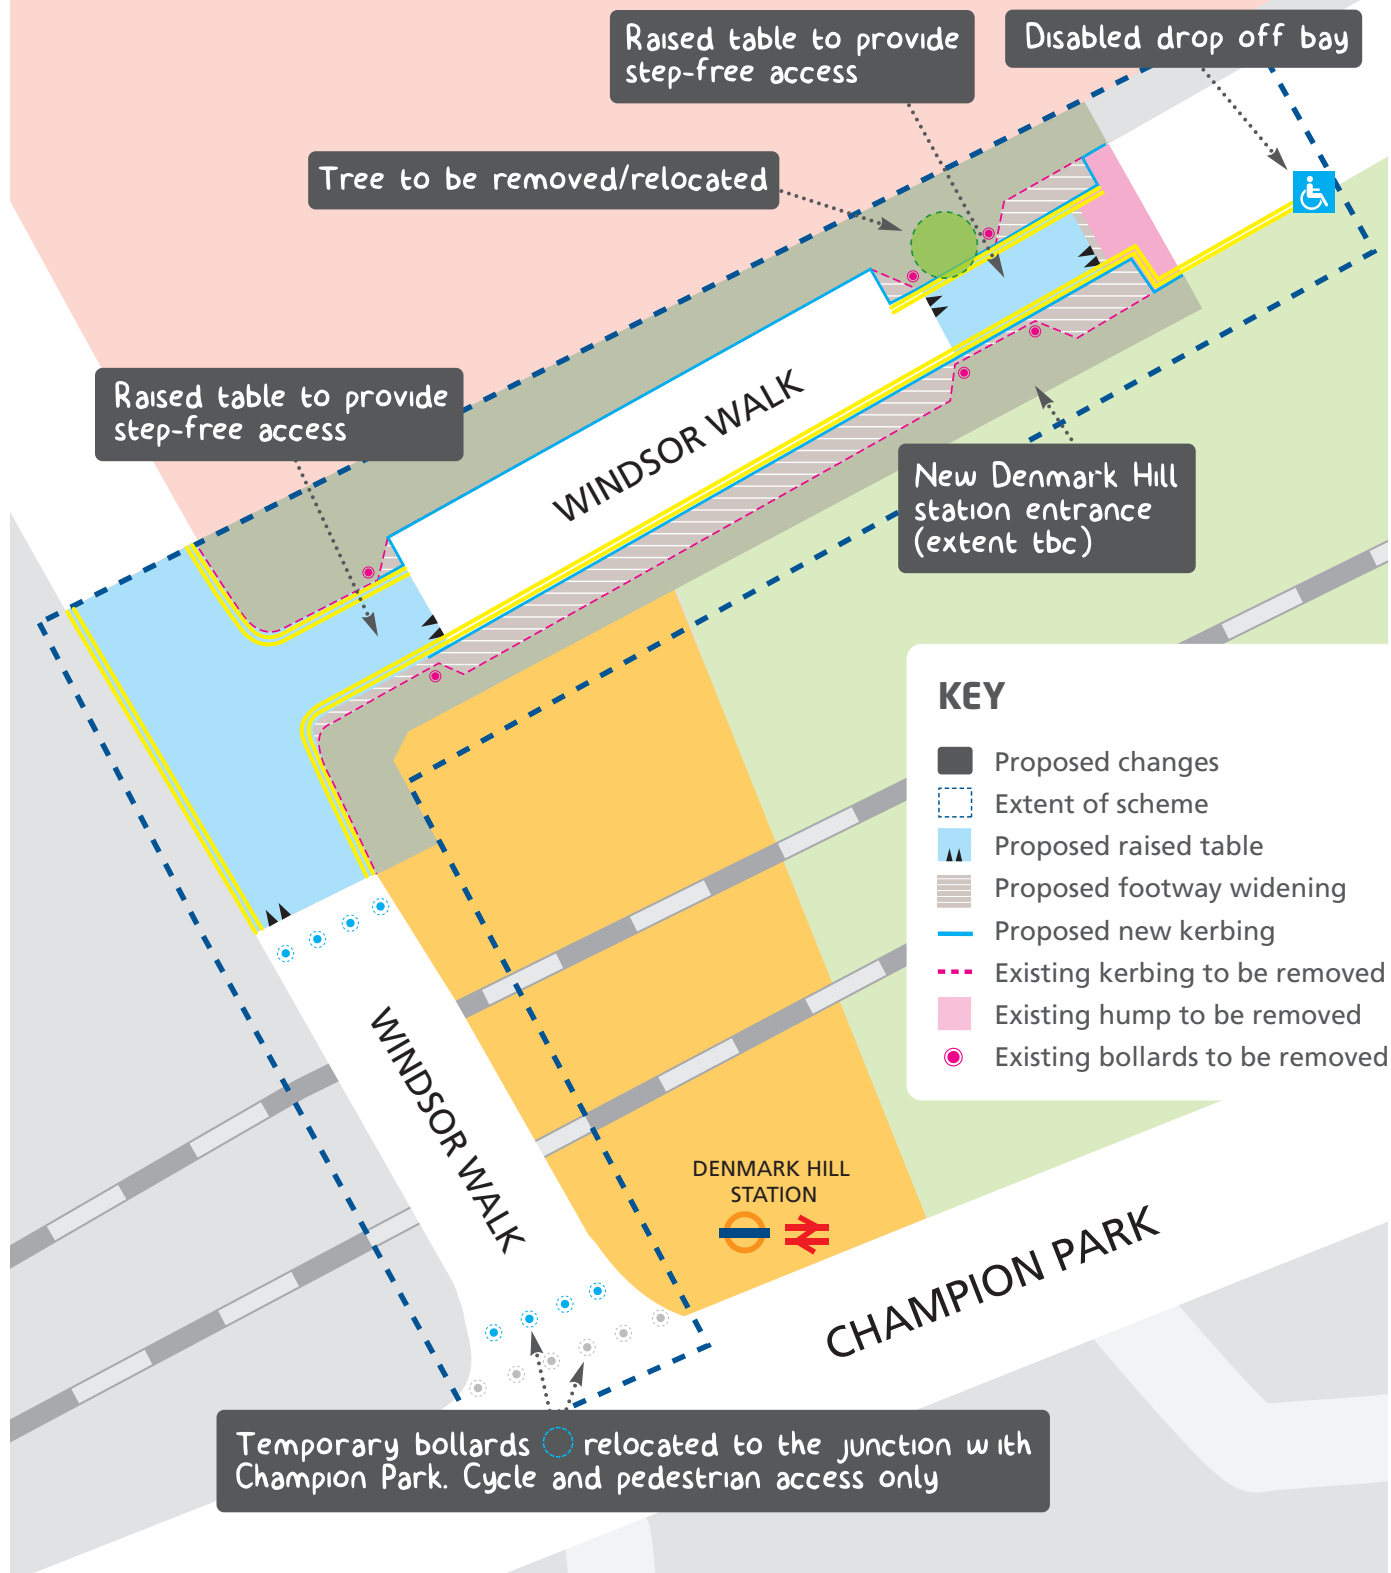 Raised table to provide
step-free access
Disabled drop off bay
Tree to be removed/relocated
Raised table to provide
step-free access
WINDSOR WALK
New Denmark Hill
station entrance
(extent tbc)
KEY
Proposed changes
Extent of scheme
Proposed raised table
Proposed footway widening
Proposed new kerbing
Existing kerbing to be removed
Existing hump to be removed
Existing bollards to be removed
WINDSOR WALK
DENMARK HILL
STATION
CHAMPION PARK
Temporary bollards relocated to the junction with
Champion Park. Cycle and pedestrian access only